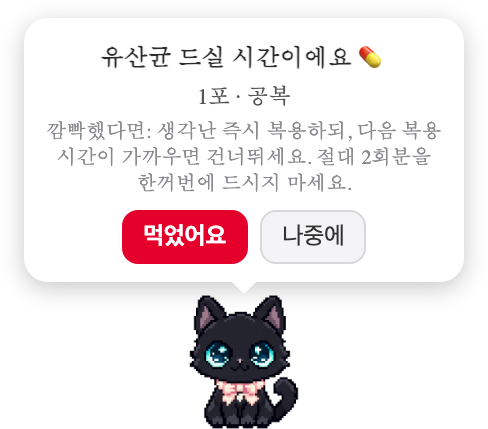 유산균 드실 시간이에요 💊
1포 · 공복
깜빡했다면: 생각난 즉시 복용하되, 다음 복용
시간이 가까우면 건너뛰세요. 절대 2회분을
한꺼번에 드시지 마세요.
먹었어요
나중에